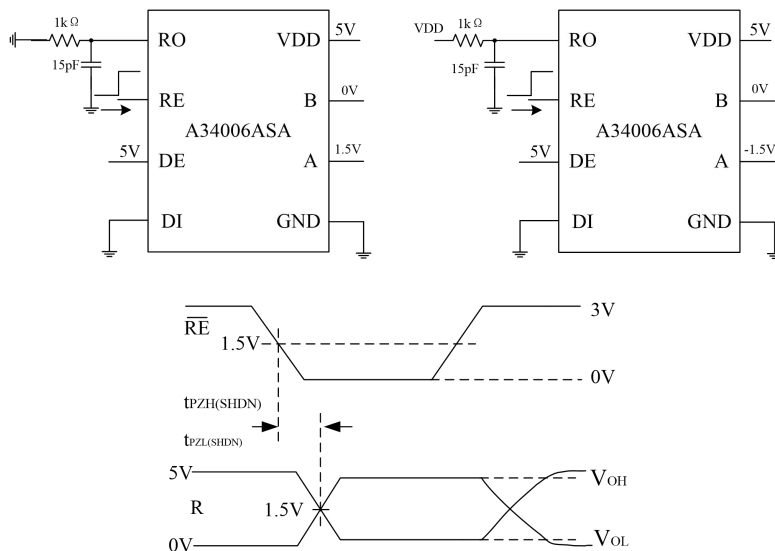 1kΩ
RO
VDD
5V
15pF
RE
B
0V
A34006ASA
5V
DE
A
1.5V
DI
GND
VDD
1kΩ
RO
VDD
5V
15pF
RE
B
0V
A34006ASA
5V
DE
A
-1.5V
DI
GND
RE
3V
1.5V
0V
tPZH(SHDN)
tPZL(SHDN)
5V
VOH
R
1.5V
0V
VOL